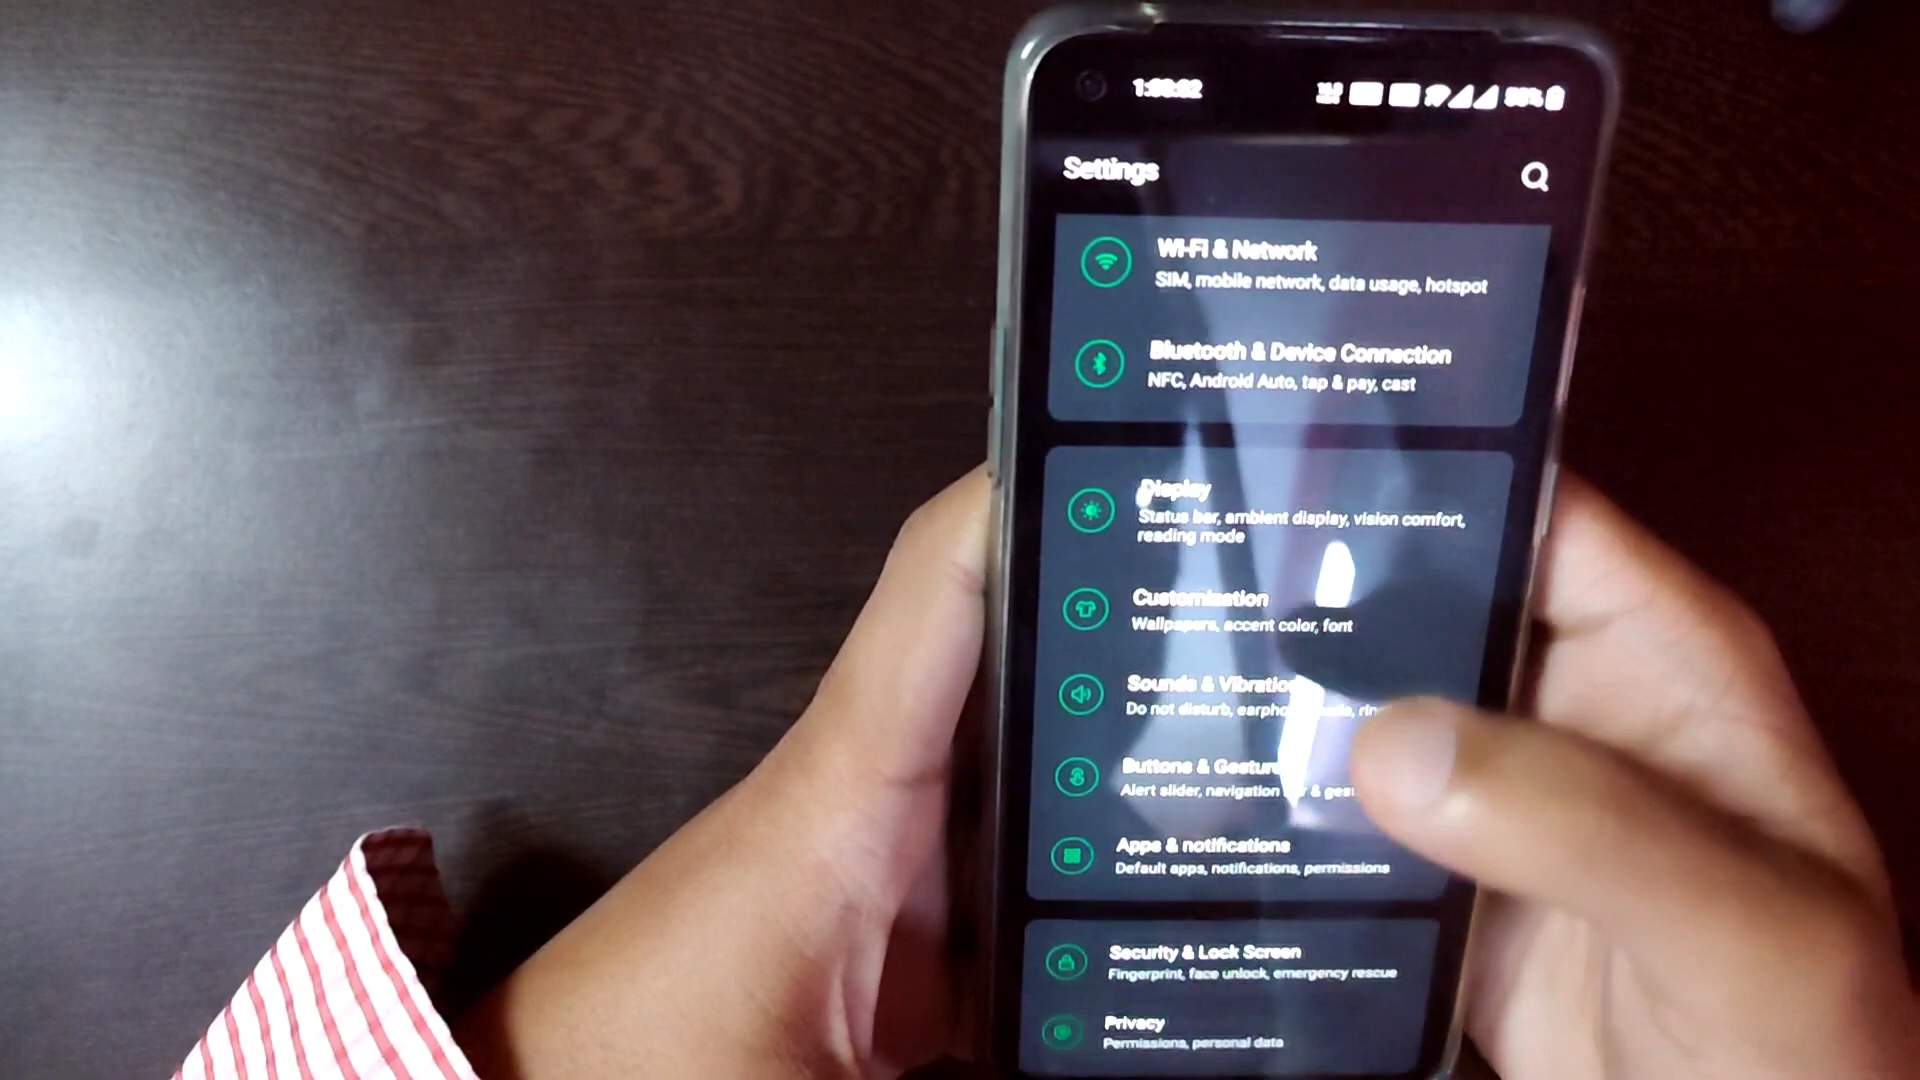 Settings
Wi-Fi & Network
SIM, mobile network, data usage, hotspot
Bluetooth & Device Connection
NFC, Android Auto, tap & pay, cast
Display
Status bar, ambient display, vision comfort,
reading mode
Customization
Wallpapers, accent color, font
Sounds & Vibration
Do not disturb,
Buttons &
Alert slider, navigation
Apps & notifications
Default apps, notifications, permissions
Security & Lock Screen
Fingerprint, face unlock, emergency rescue
Privacy
Permissions, personal data